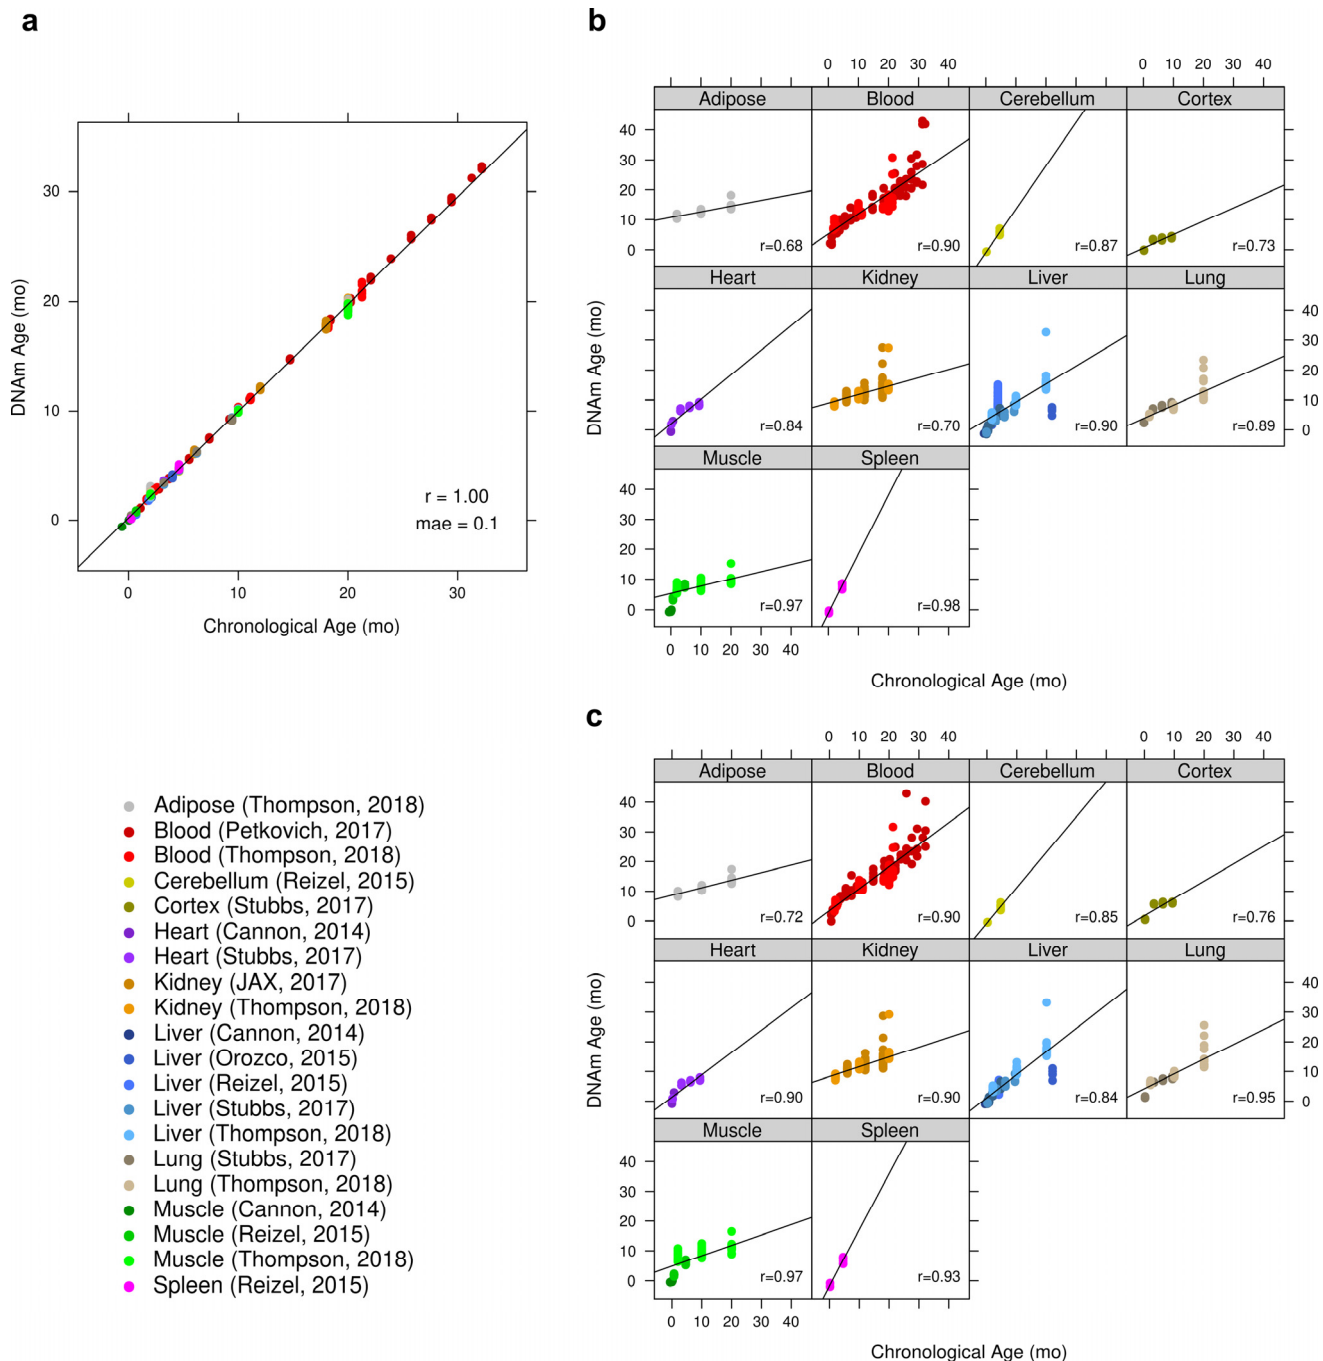 a
30
20
10
0
DNAm Age (mo)
r = 1.00
mae = 0.1
0 10 20 30
Chronological Age (mo)
b
0 10 20 30 40 0 10 20 30 40
Adipose Blood Cerebellum Cortex
40
30
20
10
0
r=0.68 r=0.90 r=0.87 r=0.73
Heart Kidney Liver Lung
40
30
20
10
0
DNAm Age (mo)
r=0.84 r=0.70 r=0.90 r=0.89
Muscle Spleen
40
30
20
10
0
r=0.97 r=0.98
0 10 20 30 40
Chronological Age (mo)
c
0 10 20 30 40 0 10 20 30 40
Adipose Blood Cerebellum Cortex
40
30
20
10
0
r=0.72 r=0.90 r=0.85 r=0.76
Heart Kidney Liver Lung
40
30
20
10
0
DNAm Age (mo)
r=0.90 r=0.90 r=0.84 r=0.95
Muscle Spleen
40
30
20
10
0
r=0.97 r=0.93
0 10 20 30 40
Chronological Age (mo)
Adipose (Thompson, 2018)
Blood (Petkovich, 2017)
Blood (Thompson, 2018)
Cerebellum (Reizel, 2015)
Cortex (Stubbs, 2017)
Heart (Cannon, 2014)
Heart (Stubbs, 2017)
Kidney (JAX, 2017)
Kidney (Thompson, 2018)
Liver (Cannon, 2014)
Liver (Orozco, 2015)
Liver (Reizel, 2015)
Liver (Stubbs, 2017)
Liver (Thompson, 2018)
Lung (Stubbs, 2017)
Lung (Thompson, 2018)
Muscle (Cannon, 2014)
Muscle (Reizel, 2015)
Muscle (Thompson, 2018)
Spleen (Reizel, 2015)